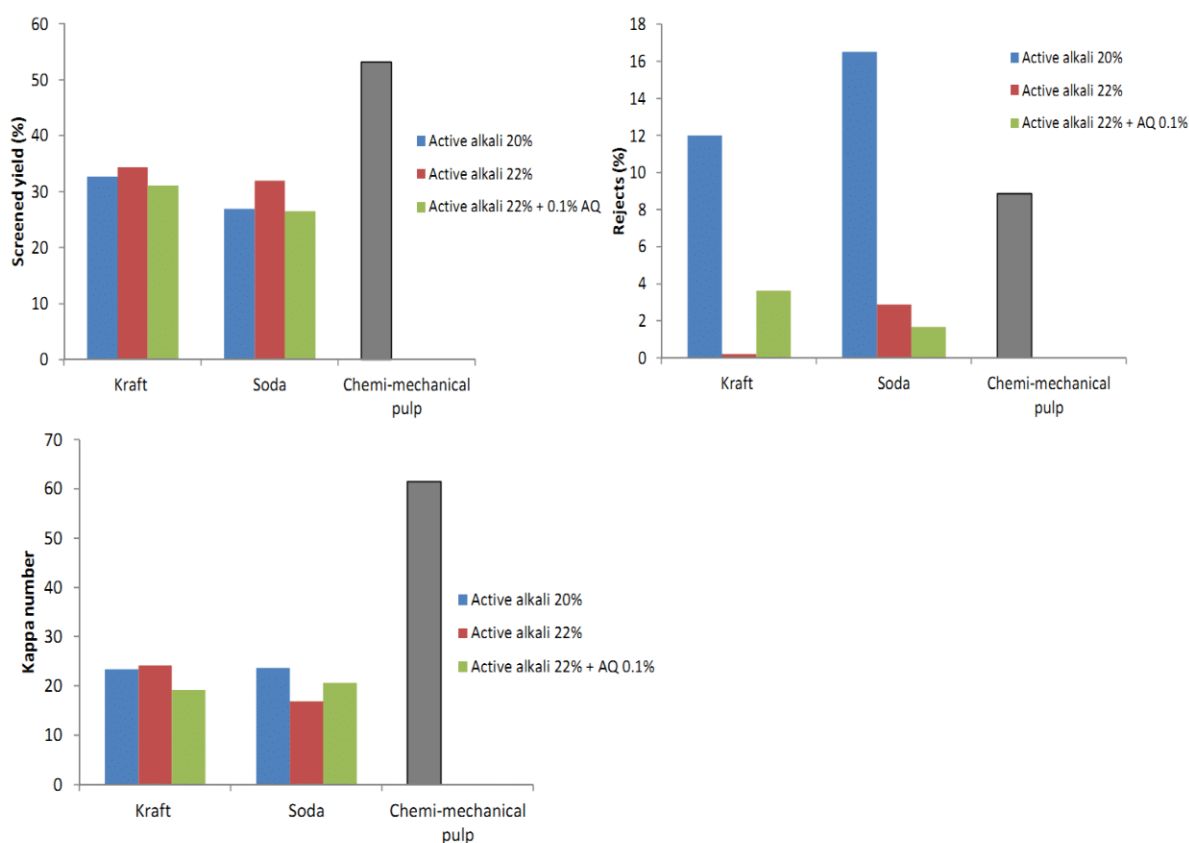 60
50
40
30
20
10
0
Screened yield (%)
Active alkali 20%
Active alkali 22%
Active alkali 22% + 0.1% AQ
Kraft
Soda
Chemi-mechanical
pulp
18
16
14
12
10
8
6
4
2
0
Rejects (%)
Active alkali 20%
Active alkali 22%
Active alkali 22% + AQ 0.1%
Kraft
Soda
Chemi-mechanical
pulp
70
60
50
40
30
20
10
0
Kappa number
Active alkali 20%
Active alkali 22%
Active alkali 22% + AQ 0.1%
Kraft
Soda
Chemi-mechanical
pulp